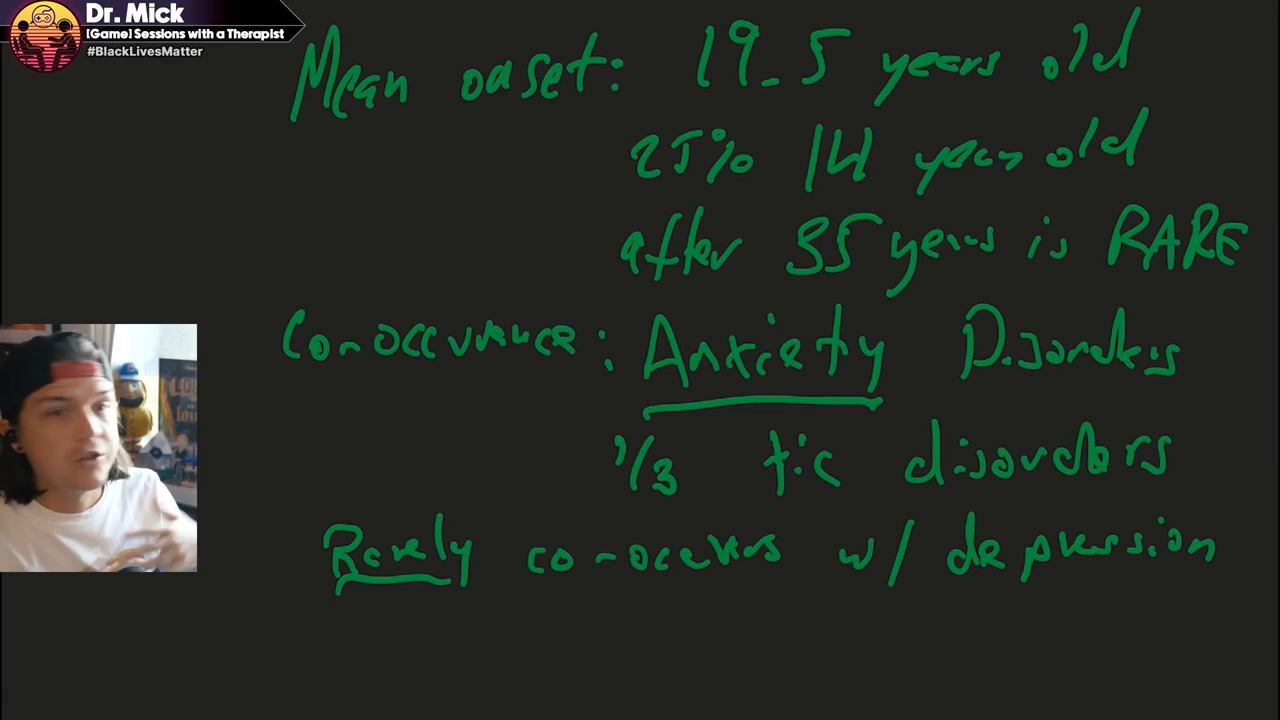 Dr. Mick
[Game] Sessions with a Therapist
#BlackLivesMatter
Mean onset: 19.5 years old
25% 14 years old
after 35 years is RARE
Co-occurrence: Anxiety Disorders
1/3 tic disorders
Rarely co-occurs w/ depression